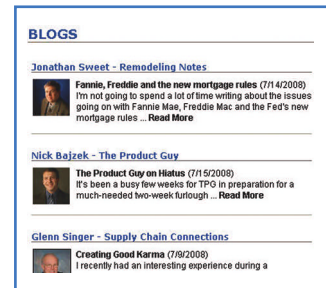 BLOGS
Jonathan Sweet - Remodeling Notes
Fannie, Freddie and the new mortgage rules (7/14/2008)
I'm not going to spend a lot of time writing about the issues
going on with Fannie Mae, Freddie Mac and the Fed's new
mortgage rules ... Read More
Nick Bajzek - The Product Guy
The Product Guy on Hiatus (7/15/2008)
It's been a busy few weeks for TPG in preparation for a
much-needed two-week furlough ... Read More
Glenn Singer - Supply Chain Connections
Creating Good Karma (7/9/2008)
I recently had an interesting experience during a